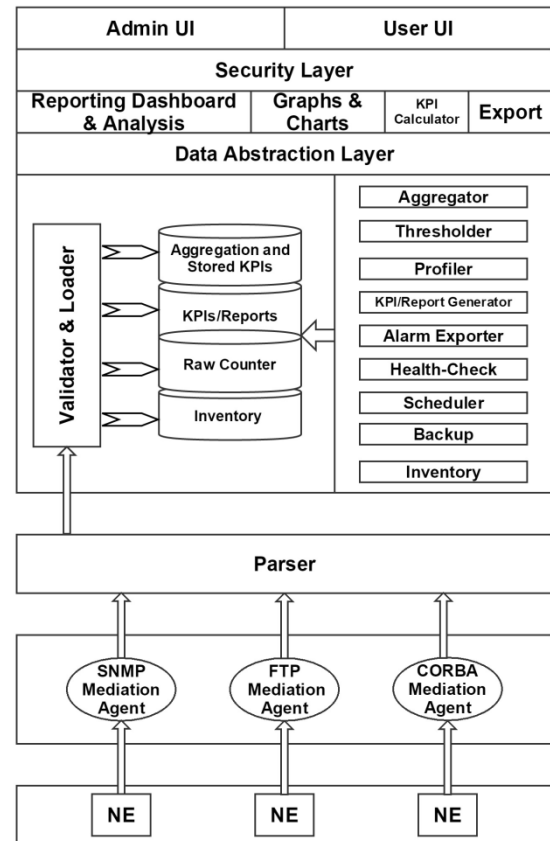 Admin UI
User UI
Security Layer
Reporting Dashboard
& Analysis
Graphs &
Charts
KPI
Calculator
Export
Data Abstraction Layer
Validator & Loader
Aggregation and
Stored KPIs
KPIs/Reports
Raw Counter
Inventory
Aggregator
Thresholder
Profiler
KPI/Report Generator
Alarm Exporter
Health-Check
Scheduler
Backup
Inventory
Parser
SNMP
Mediation
Agent
FTP
Mediation
Agent
CORBA
Mediation
Agent
NE
NE
NE